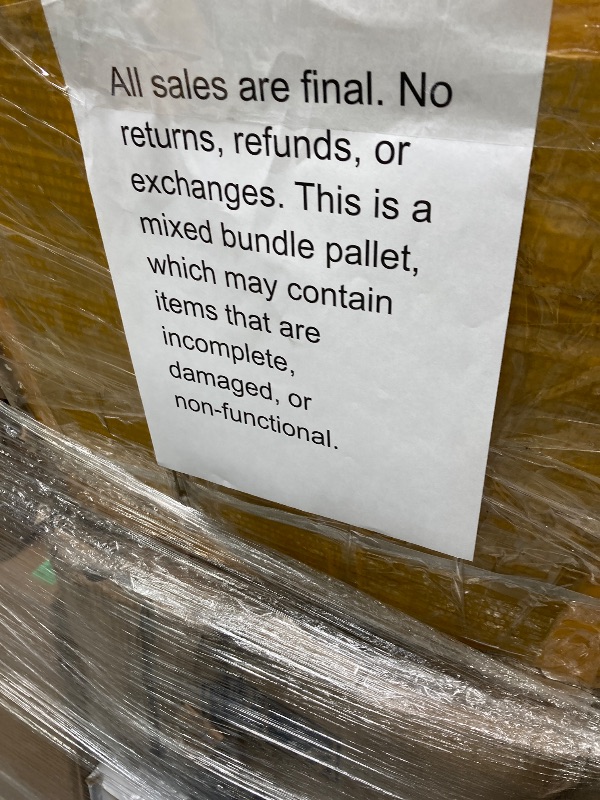 All sales are final. No
returns, refunds, or
exchanges. This is a
mixed bundle pallet,
which may contain
items that are
incomplete,
damaged, or
non-functional.